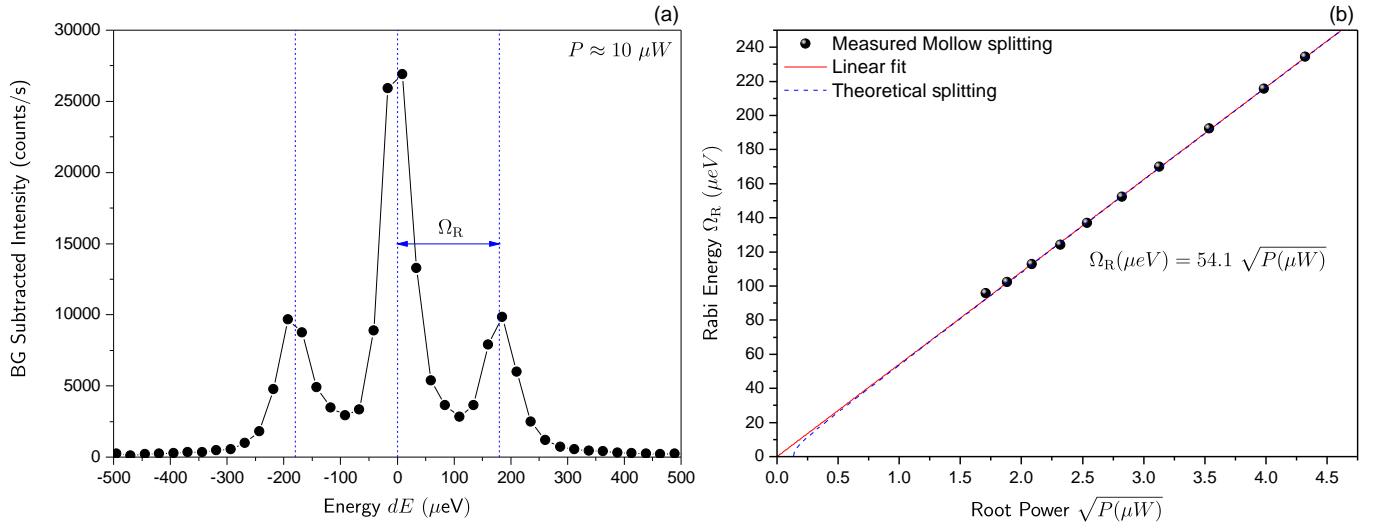 (a)
30000
25000
20000
15000
10000
5000
0
BG Subtracted Intensity (counts/s)
P ≈ 10 μW
Ω_R
-500 -400 -300 -200 -100 0 100 200 300 400 500
Energy dE (μeV)
(b)
240
220
200
180
160
140
120
100
80
60
40
20
0
Rabi Energy Ω_R (μeV)
Measured Mollow splitting
Linear fit
Theoretical splitting
Ω_R(μeV) = 54.1 √P(μW)
0.0 0.5 1.0 1.5 2.0 2.5 3.0 3.5 4.0 4.5
Root Power √P(μW)